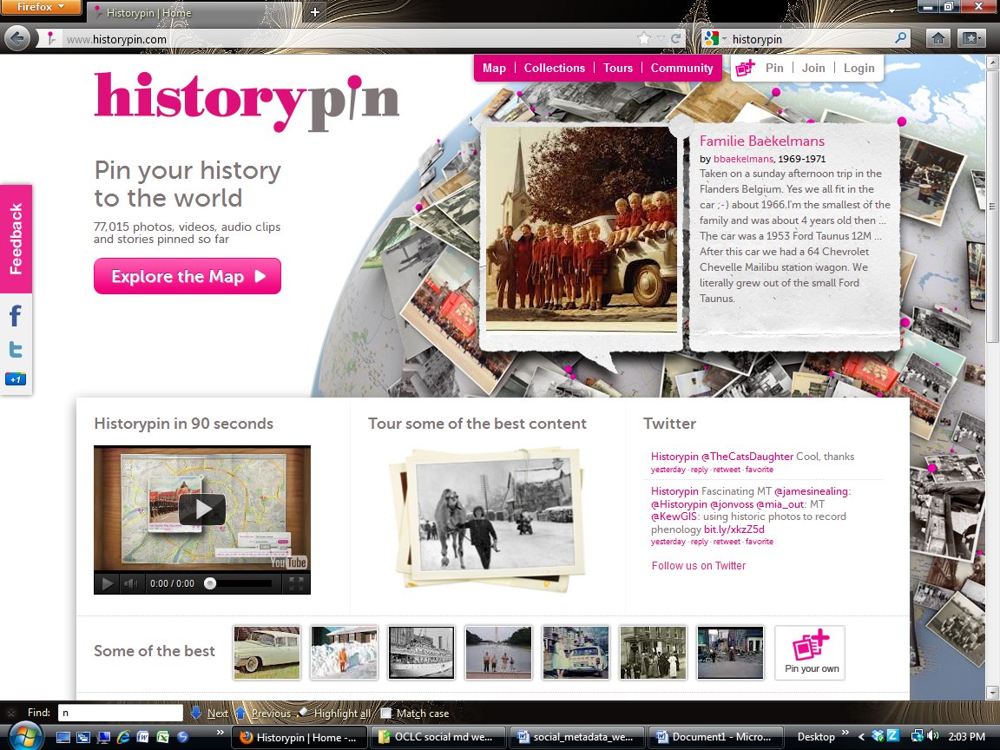 Firefox
Historypin | Home
www.historypin.com
historypin
Map
Collections
Tours
Community
Pin
Join
Login
historypin
Pin your history
to the world
77,015 photos, videos, audio clips
and stories pinned so far
Explore the Map
Feedback
f
t
+1
Familie Baekelmans
by bbaekelmans, 1969-1971
Taken on a sunday afternoon trip in the
Flanders Belgium. Yes we all fit in the
car ;-) about 1966.I'm the smallest of the
family and was about 4 years old then ...
The car was a 1953 Ford Taunus 12M ...
After this car we had a 64 Chevrolet
Chevelle Mailibu station wagon. We
literally grew out of the small Ford
Taunus.
Historypin in 90 seconds
YouTube
0:00 / 0:00
Tour some of the best content
Twitter
Historypin @TheCatsDaughter Cool, thanks
yesterday · reply · retweet · favorite
Historypin Fascinating MT @jamesinealing:
@Historypin @jonvoss @mia_out: MT
@KewGIS: using historic photos to record
phenology bit.ly/xkzZ5d
yesterday · reply · retweet · favorite
Follow us on Twitter
Some of the best
Pin your own
Find:
n
Next
Previous
Highlight all
Match case
Historypin | Home -...
OCLC social md we...
social_metadata_we...
Document1 - Micro...
Desktop
2:03 PM